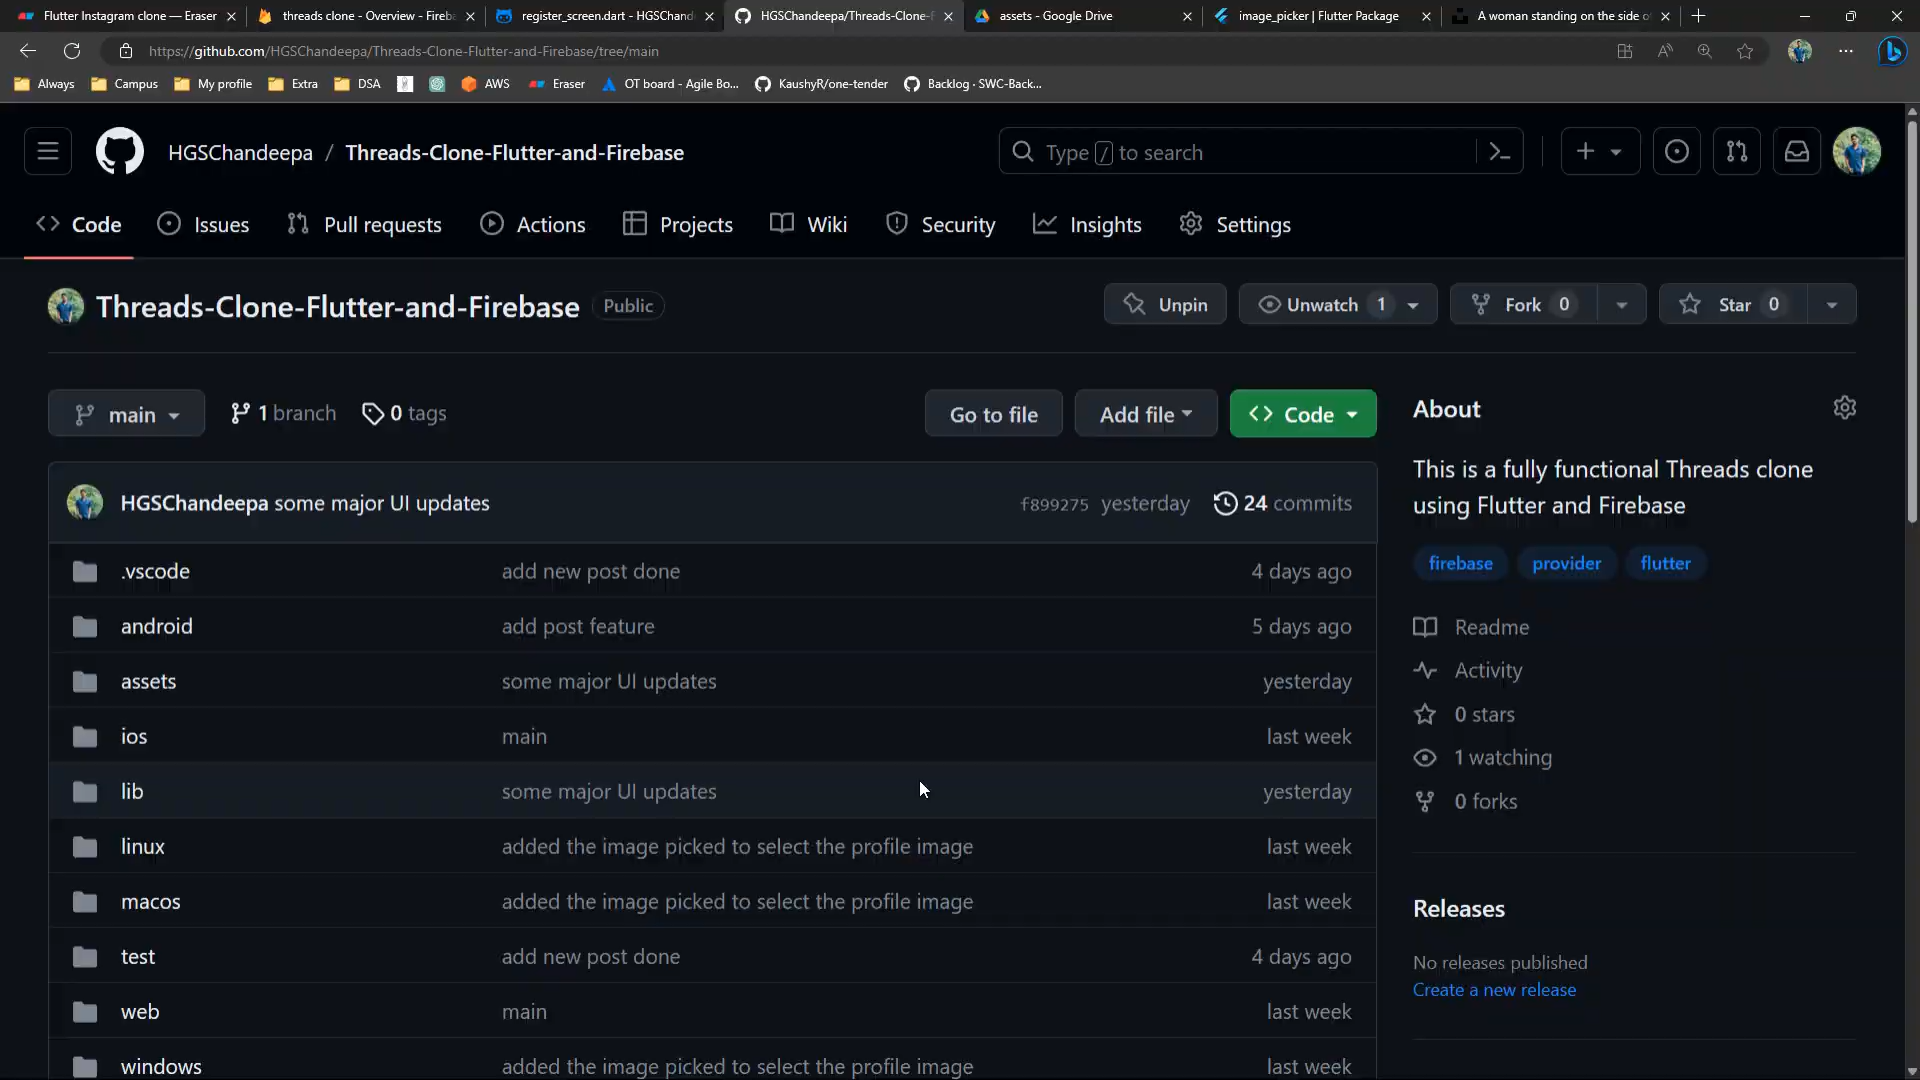 Flutter Instagram clone — Eraser
threads clone - Overview - Fireb
register_screen.dart - HGSChand
HGSChandeepa/Threads-Clone-F
assets - Google Drive
image_picker | Flutter Package
A woman standing on the side o
https://github.com/HGSChandeepa/Threads-Clone-Flutter-and-Firebase/tree/main
Always
Campus
My profile
Extra
DSA
AWS
Eraser
OT board - Agile Bo...
KaushyR/one-tender
Backlog · SWC-Back...
HGSChandeepa / Threads-Clone-Flutter-and-Firebase
Type / to search
Code
Issues
Pull requests
Actions
Projects
Wiki
Security
Insights
Settings
Threads-Clone-Flutter-and-Firebase Public
Unpin
Unwatch 1
Fork 0
Star 0
main
1 branch
0 tags
Go to file
Add file
Code
HGSChandeepa some major UI updates f899275 yesterday 24 commits
.vscode add new post done 4 days ago
android add post feature 5 days ago
assets some major UI updates yesterday
ios main last week
lib some major UI updates yesterday
linux added the image picked to select the profile image last week
macos added the image picked to select the profile image last week
test add new post done 4 days ago
web main last week
windows added the image picked to select the profile image last week
About
This is a fully functional Threads clone
using Flutter and Firebase
firebase provider flutter
Readme
Activity
0 stars
1 watching
0 forks
Releases
No releases published
Create a new release